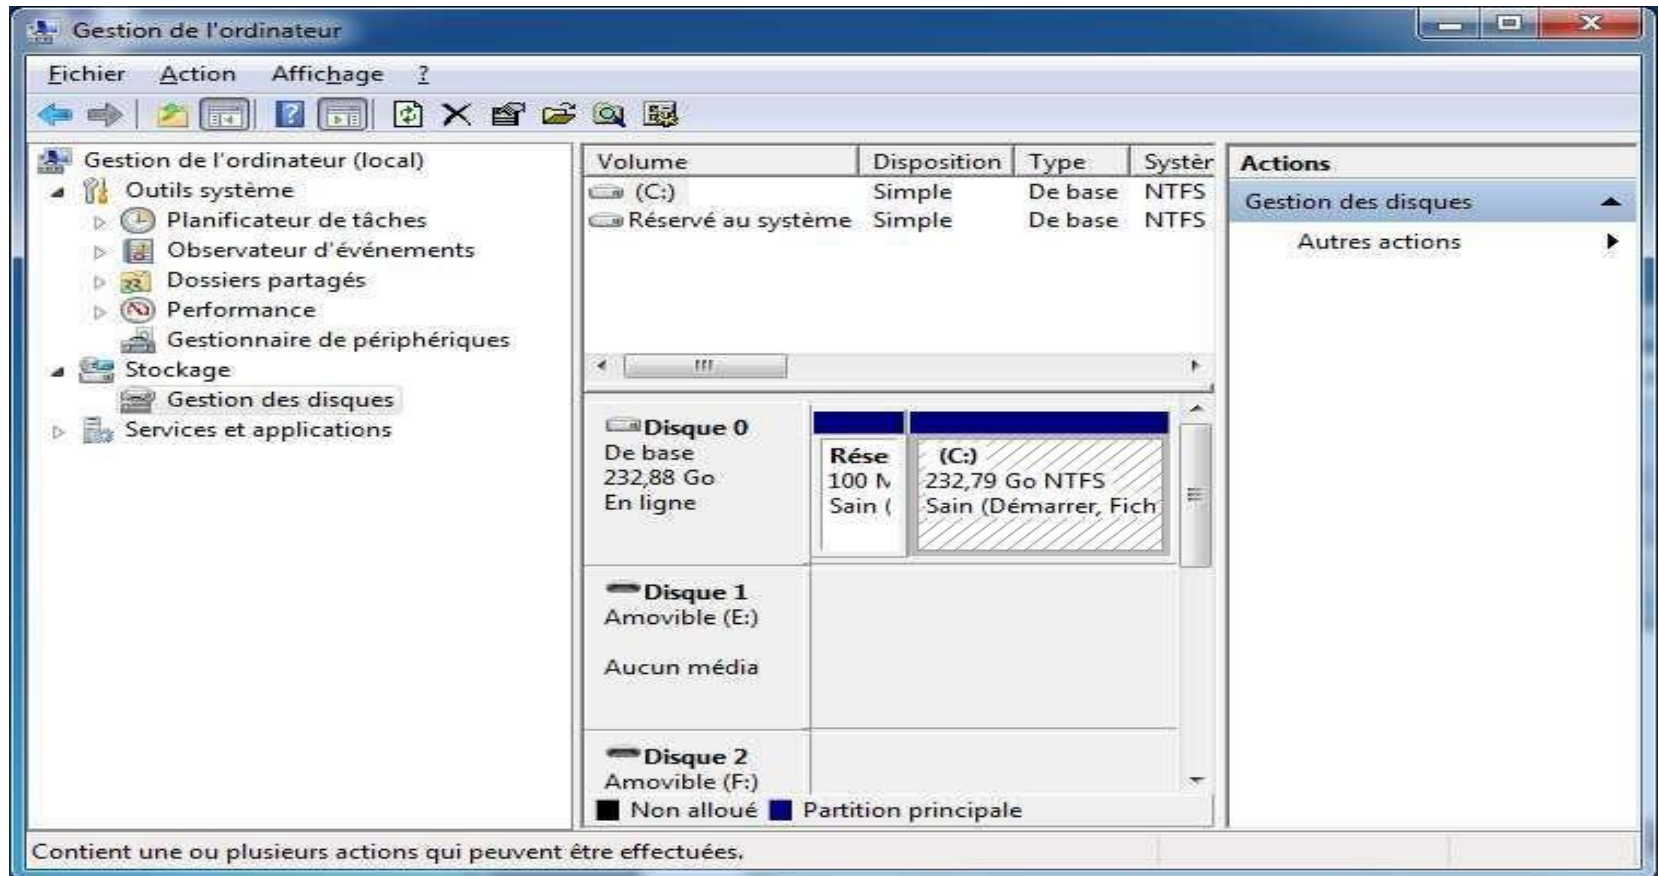 Gestion de l'ordinateur
Fichier Action Affichage ?
Gestion de l'ordinateur (local)
Outils système
Planificateur de tâches
Observateur d'événements
Dossiers partagés
Performance
Gestionnaire de périphériques
Stockage
Gestion des disques
Services et applications
Volume Disposition Type Systèr
(C:) Simple De base NTFS
Réservé au système Simple De base NTFS
Disque 0
De base
232,88 Go
En ligne
Rése
100 M
Sain (
(C:)
232,79 Go NTFS
Sain (Démarrer, Fich
Disque 1
Amovible (E:)
Aucun média
Disque 2
Amovible (F:)
Non alloué Partition principale
Actions
Gestion des disques
Autres actions
Contient une ou plusieurs actions qui peuvent être effectuées.